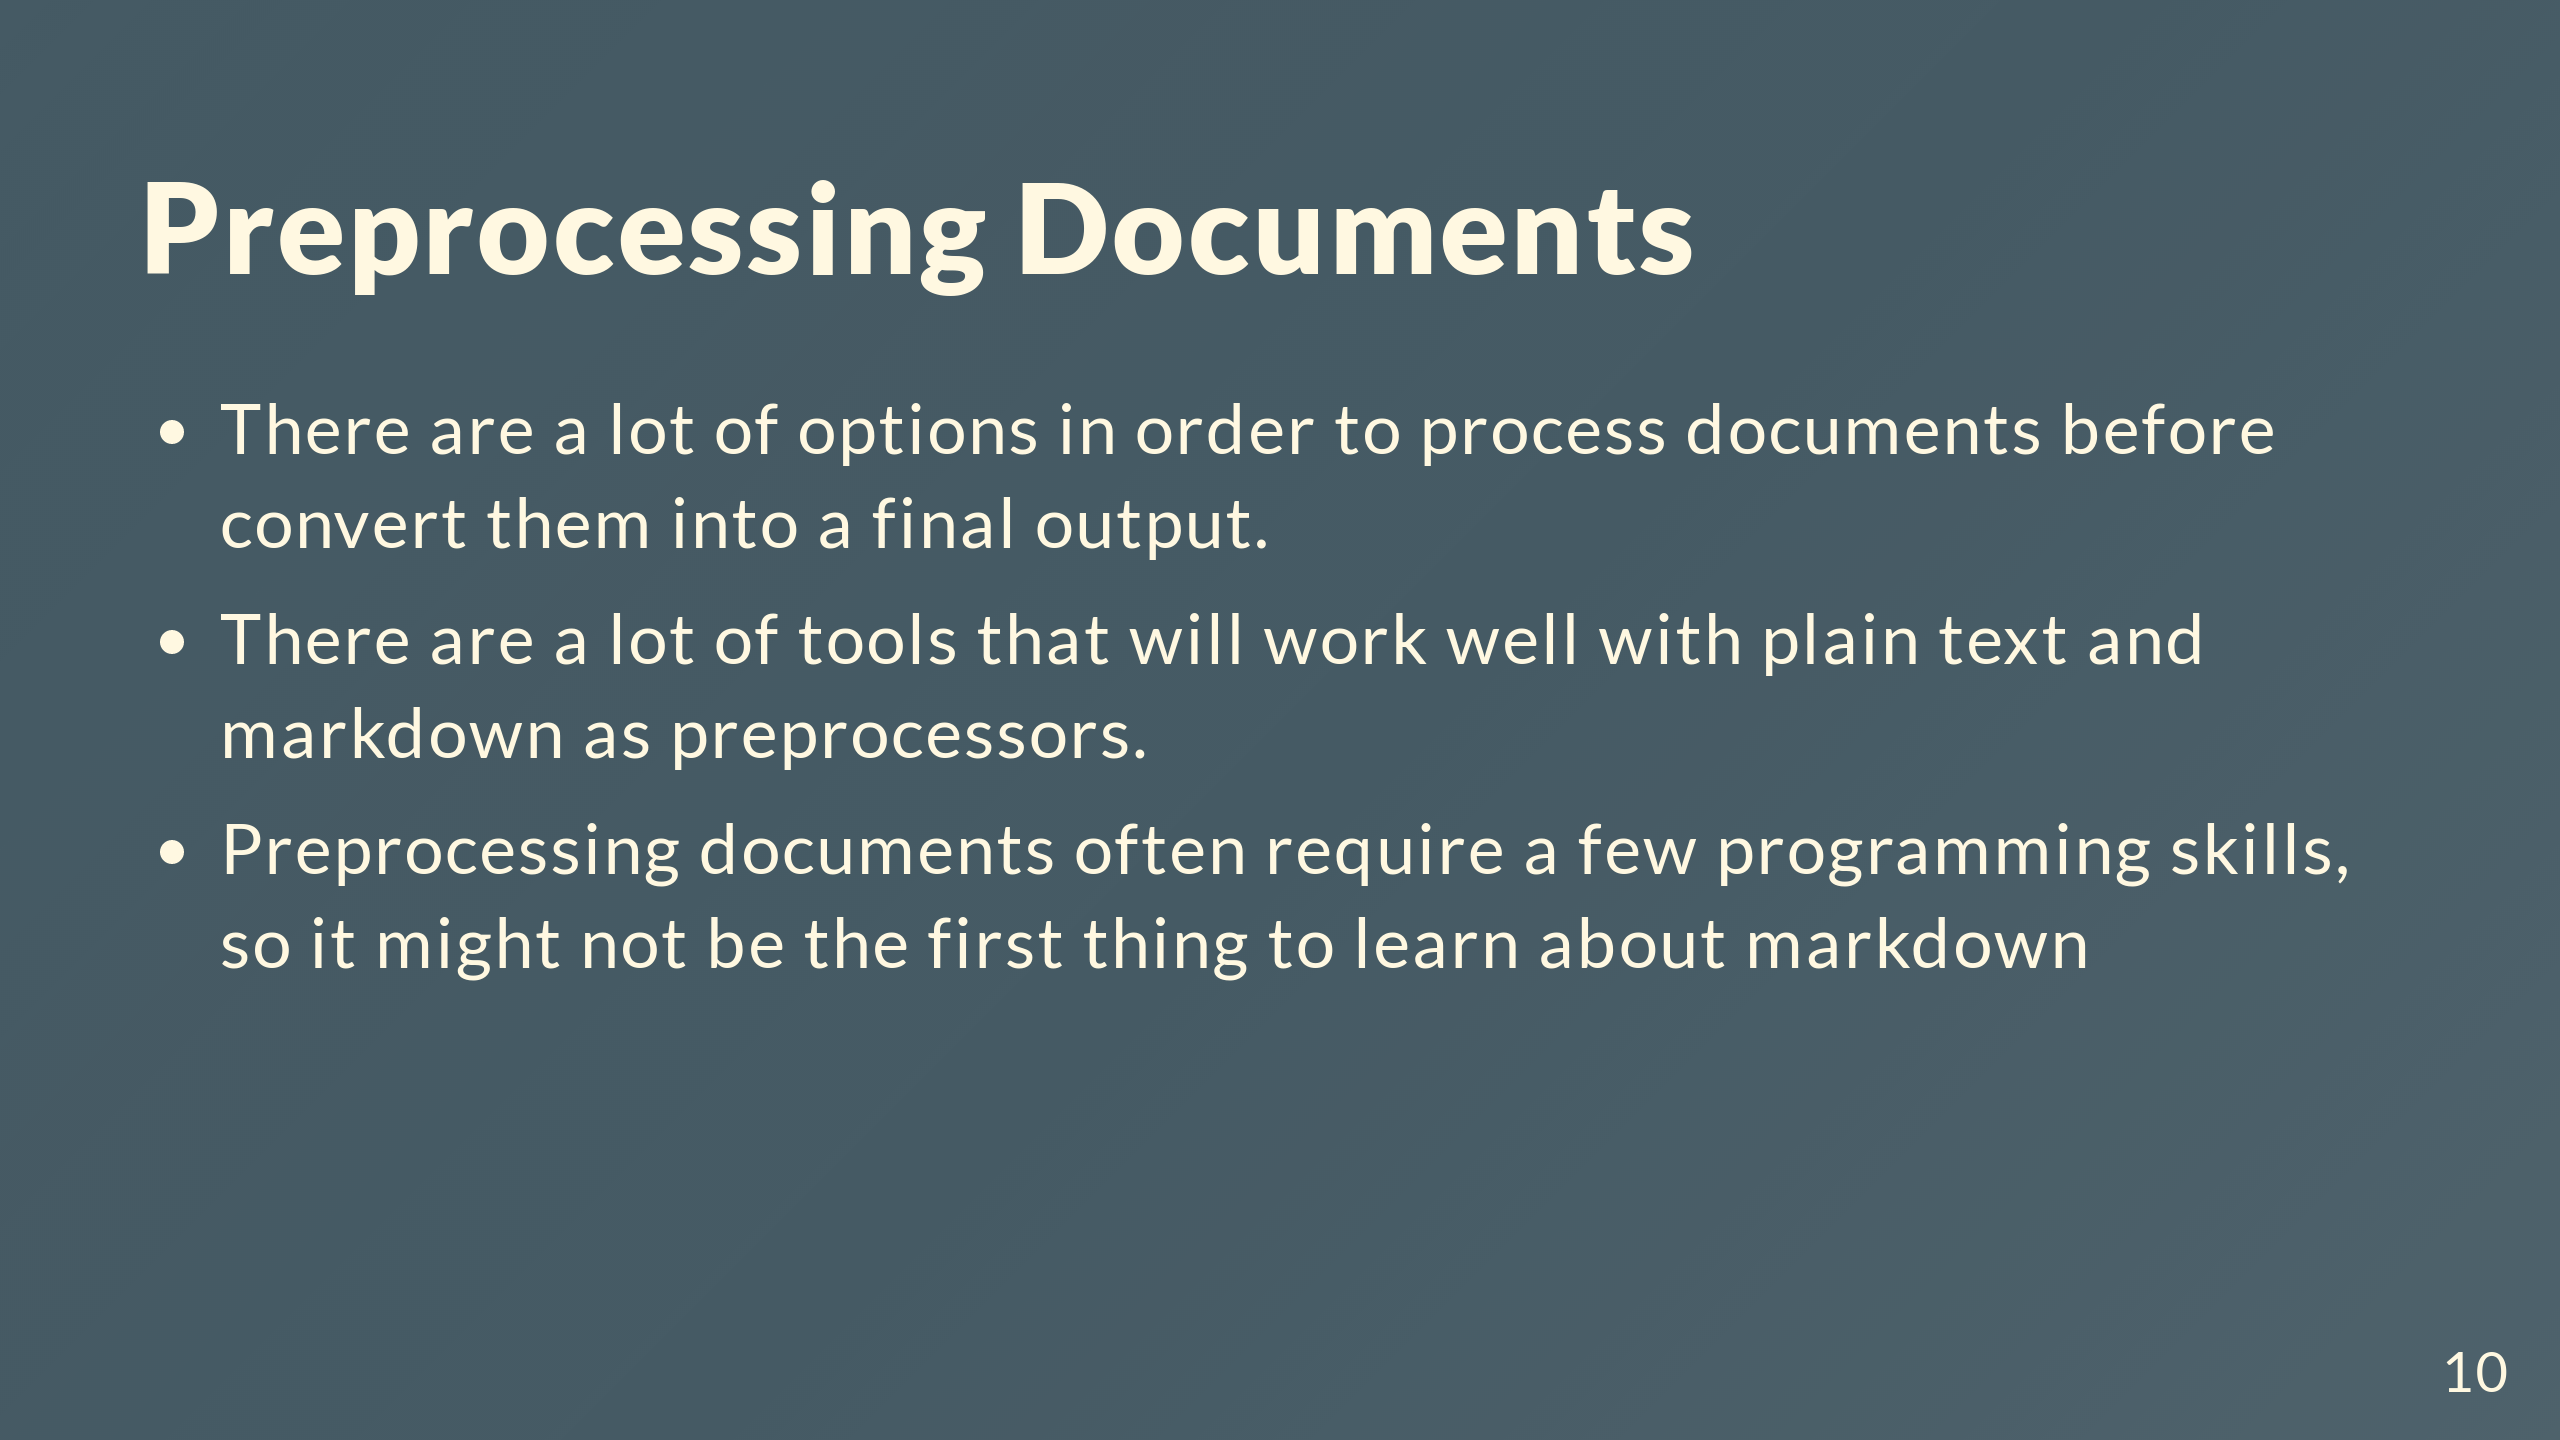 Preprocessing Documents
• There are a lot of options in order to process documents before
convert them into a final output.
• There are a lot of tools that will work well with plain text and
markdown as preprocessors.
• Preprocessing documents often require a few programming skills,
so it might not be the first thing to learn about markdown
10